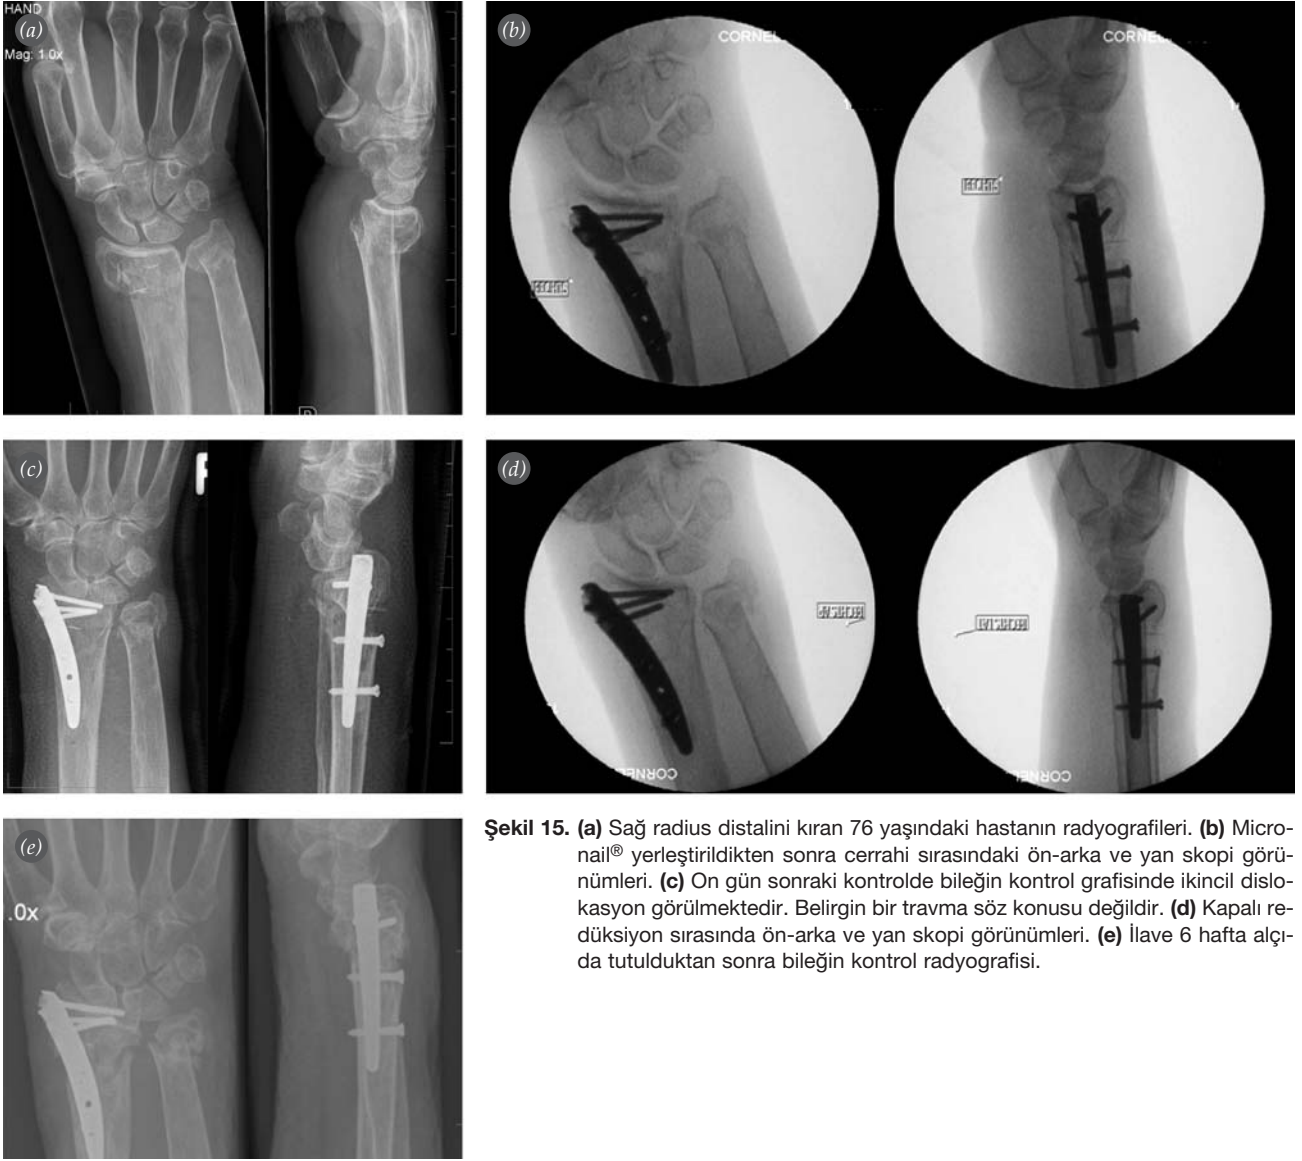 HAND
(a)
Mag: 1.0x
(b)
CORNEL
CORNE
(c)
(d)
CORNEL
CORNEL
(e)
.0x
Şekil 15. (a) Sağ radius distalini kıran 76 yaşındaki hastanın radyografileri. (b) Micro-
nail® yerleştirildikten sonra cerrahi sırasındaki ön-arka ve yan skopi görü-
nümleri. (c) On gün sonraki kontrolde bileğin kontrol grafisinde ikincil dislo-
kasyon görülmektedir. Belirgin bir travma söz konusu değildir. (d) Kapalı re-
düksiyon sırasında ön-arka ve yan skopi görünümleri. (e) İlave 6 hafta alçı-
da tutulduktan sonra bileğin kontrol radyografisi.